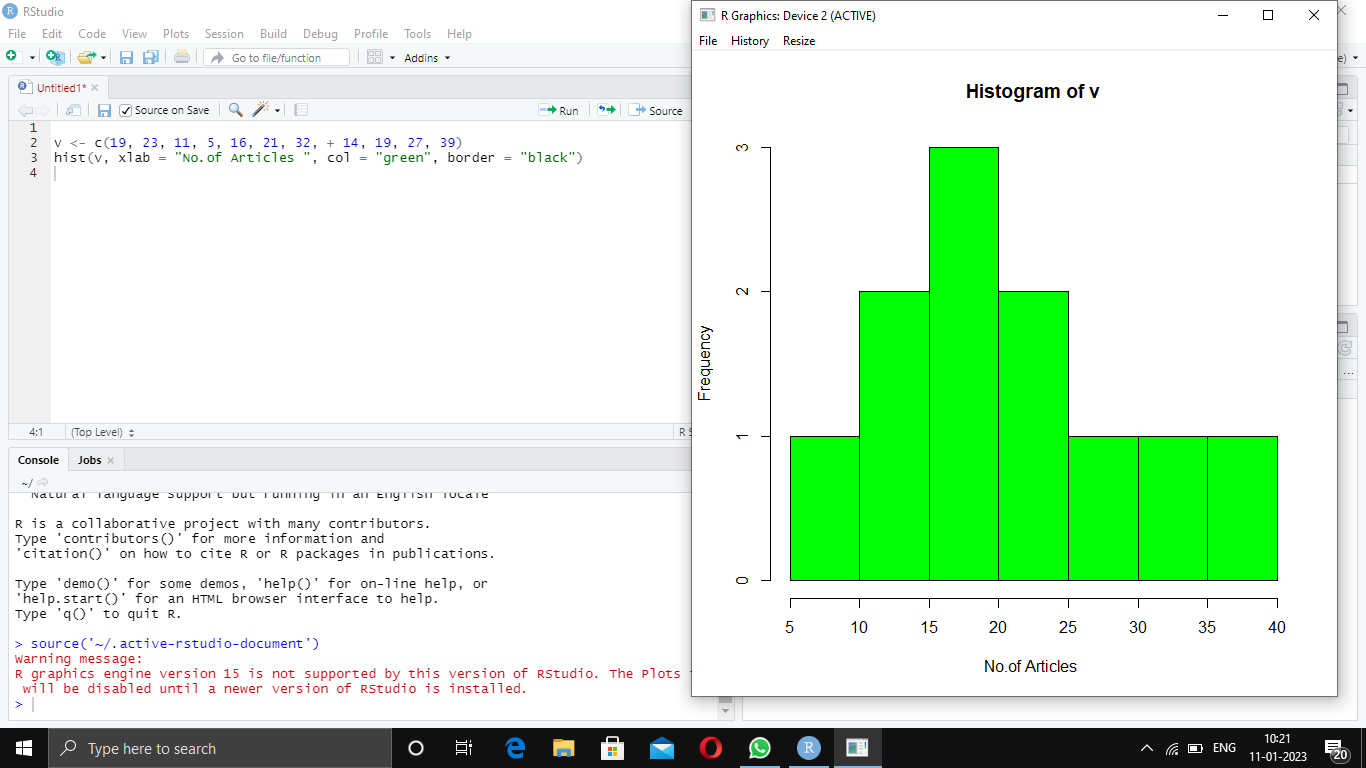 RStudio
File Edit Code View Plots Session Build Debug Profile Tools Help
Go to file/function Addins
Untitled1*
Source on Save Run Source
1
2 v <- c(19, 23, 11, 5, 16, 21, 32, + 14, 19, 27, 39)
3 hist(v, xlab = "No.of Articles ", col = "green", border = "black")
4
4:1 (Top Level) R S
Console Jobs
~/
Natural language support but running in an English locale
R is a collaborative project with many contributors.
Type 'contributors()' for more information and
'citation()' on how to cite R or R packages in publications.
Type 'demo()' for some demos, 'help()' for on-line help, or
'help.start()' for an HTML browser interface to help.
Type 'q()' to quit R.
> source('~/.active-rstudio-document')
Warning message:
R graphics engine version 15 is not supported by this version of RStudio. The Plots
will be disabled until a newer version of RStudio is installed.
>
R Graphics: Device 2 (ACTIVE)
File History Resize
Histogram of v
Frequency
3
2
1
0
5 10 15 20 25 30 35 40
No.of Articles
e)
...
Type here to search
ENG
10:21
11-01-2023
20